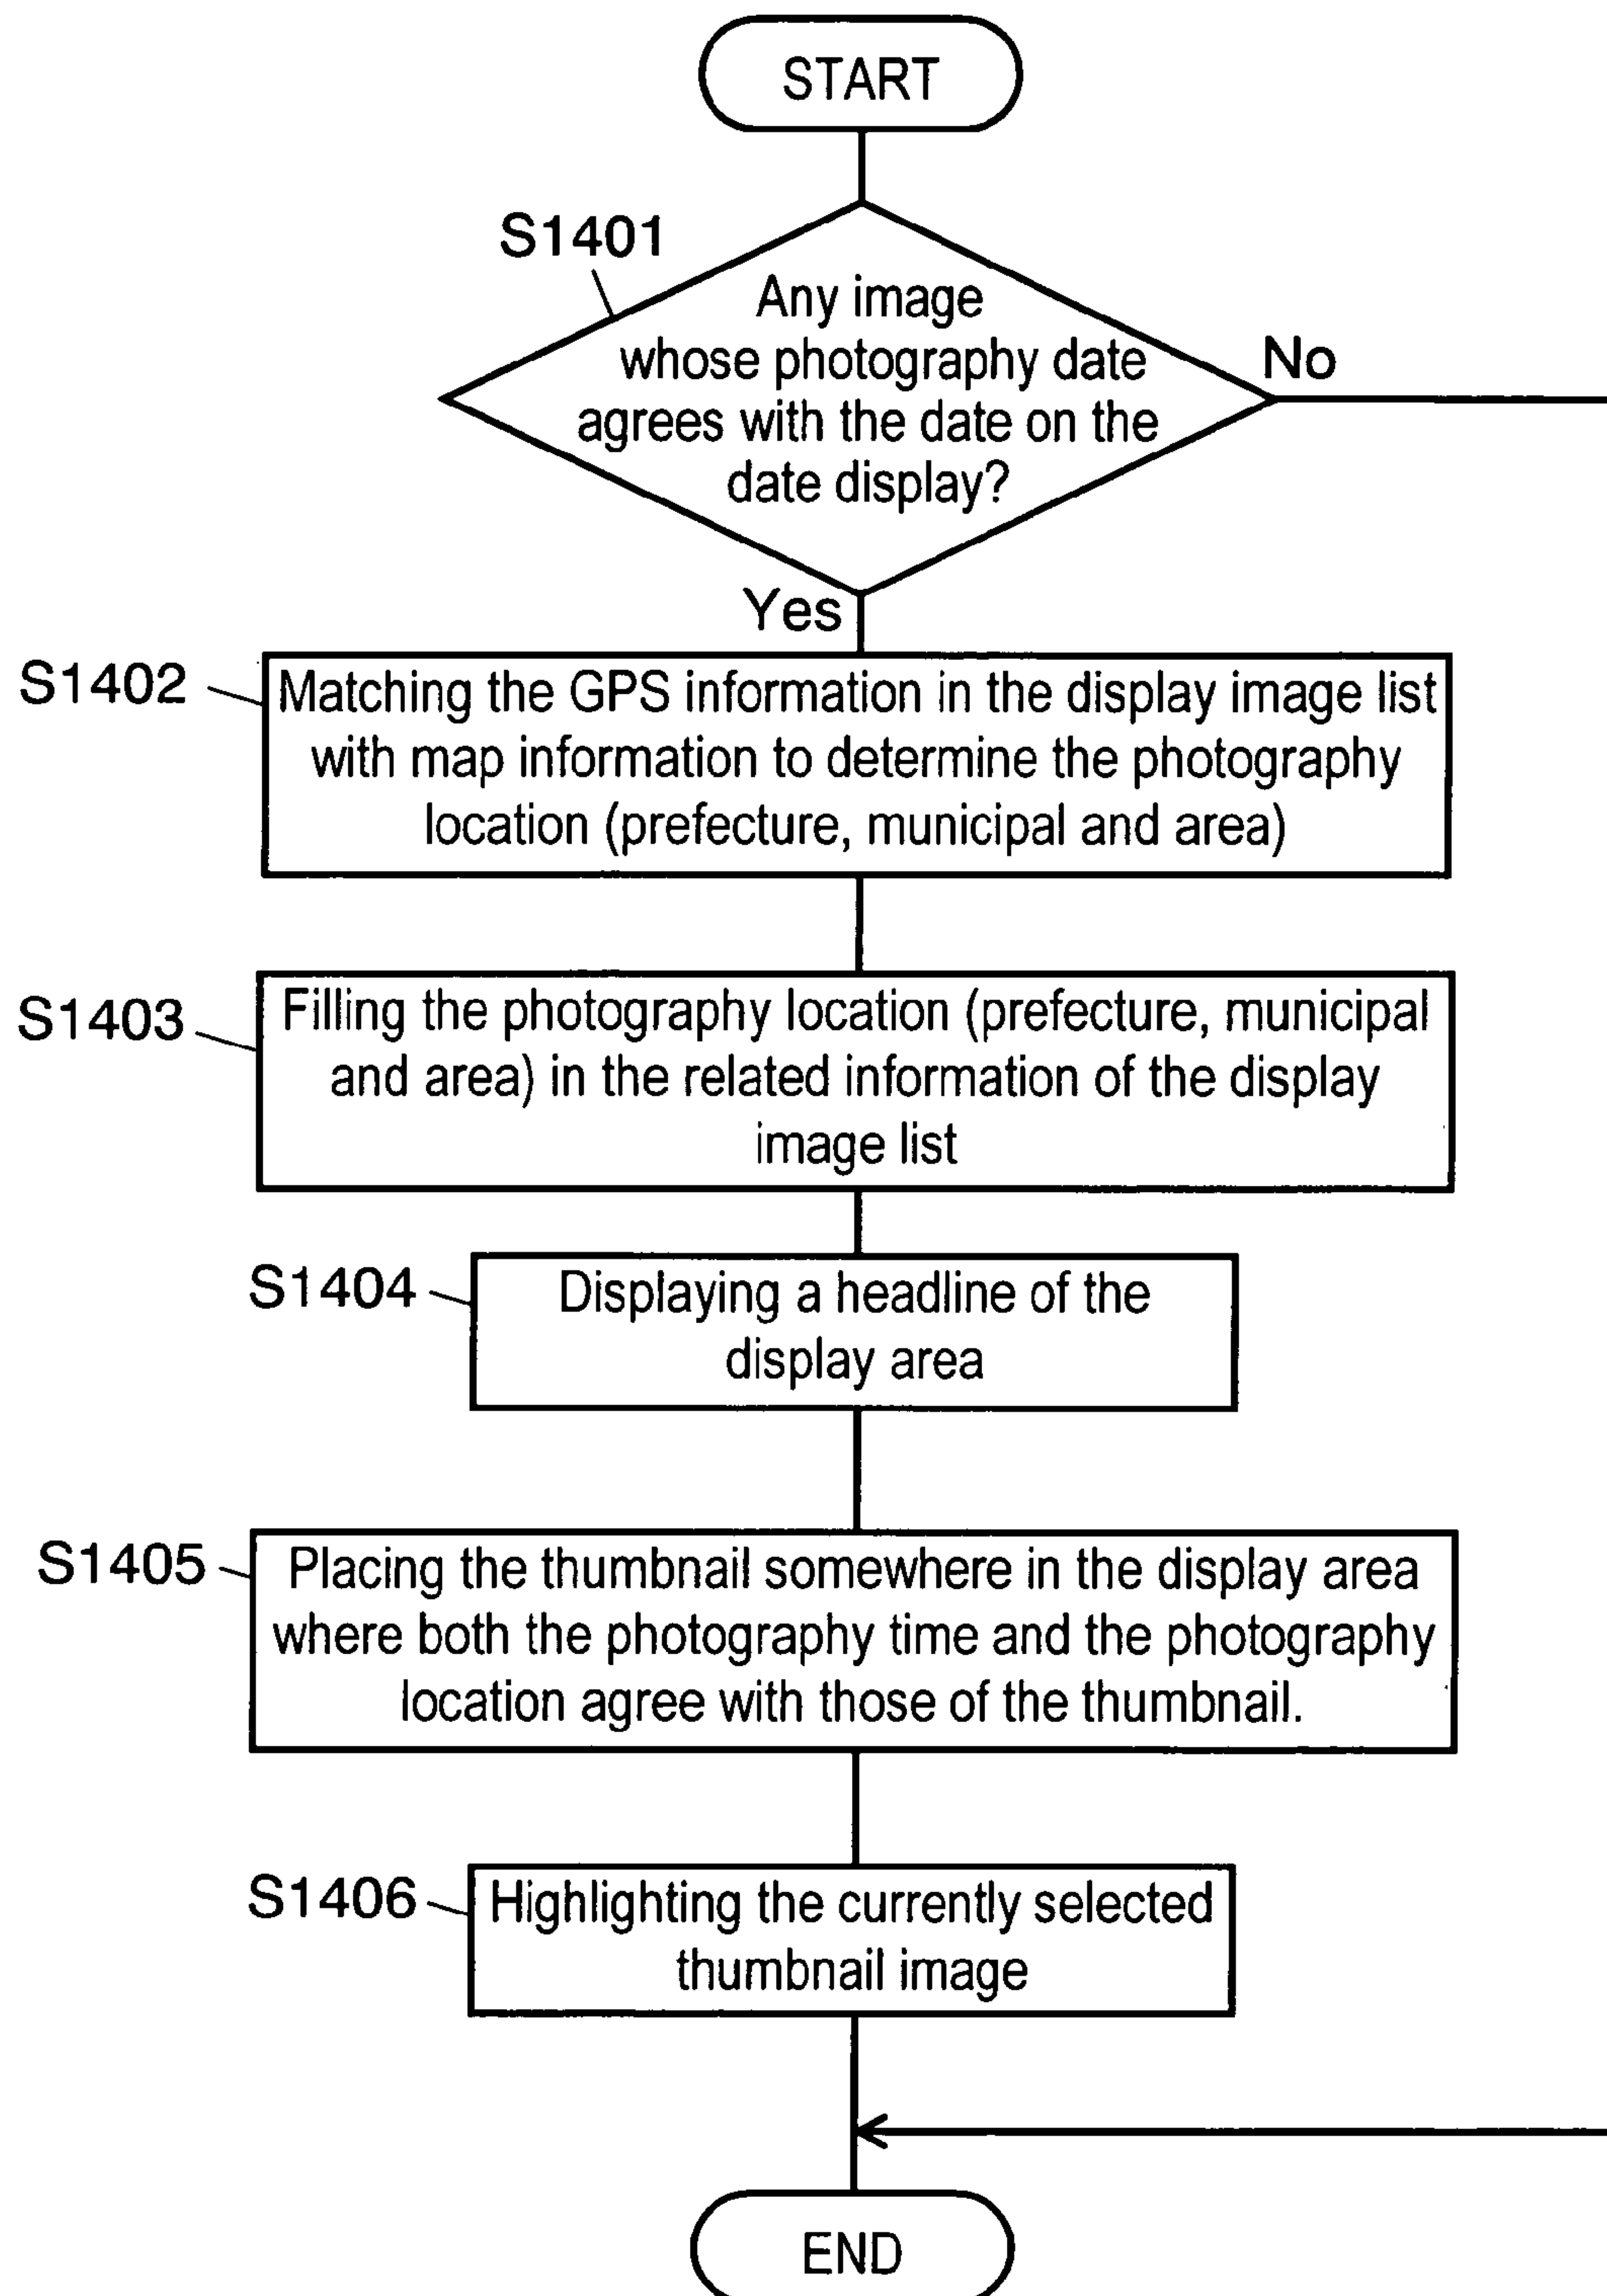 START
S1401
Any image
whose photography date
agrees with the date on the
date display?
No
Yes
S1402
Matching the GPS information in the display image list
with map information to determine the photography
location (prefecture, municipal and area)
S1403
Filling the photography location (prefecture, municipal
and area) in the related information of the display
image list
S1404
Displaying a headline of the
display area
S1405
Placing the thumbnail somewhere in the display area
where both the photography time and the photography
location agree with those of the thumbnail.
S1406
Highlighting the currently selected
thumbnail image
END